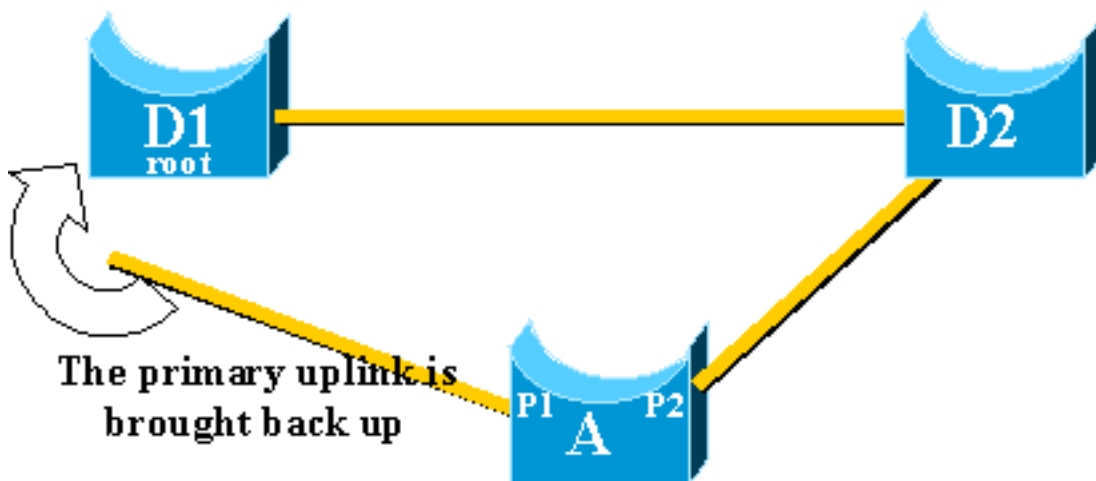 D1
root
D2
The primary uplink is
brought back up
P1
P2
A